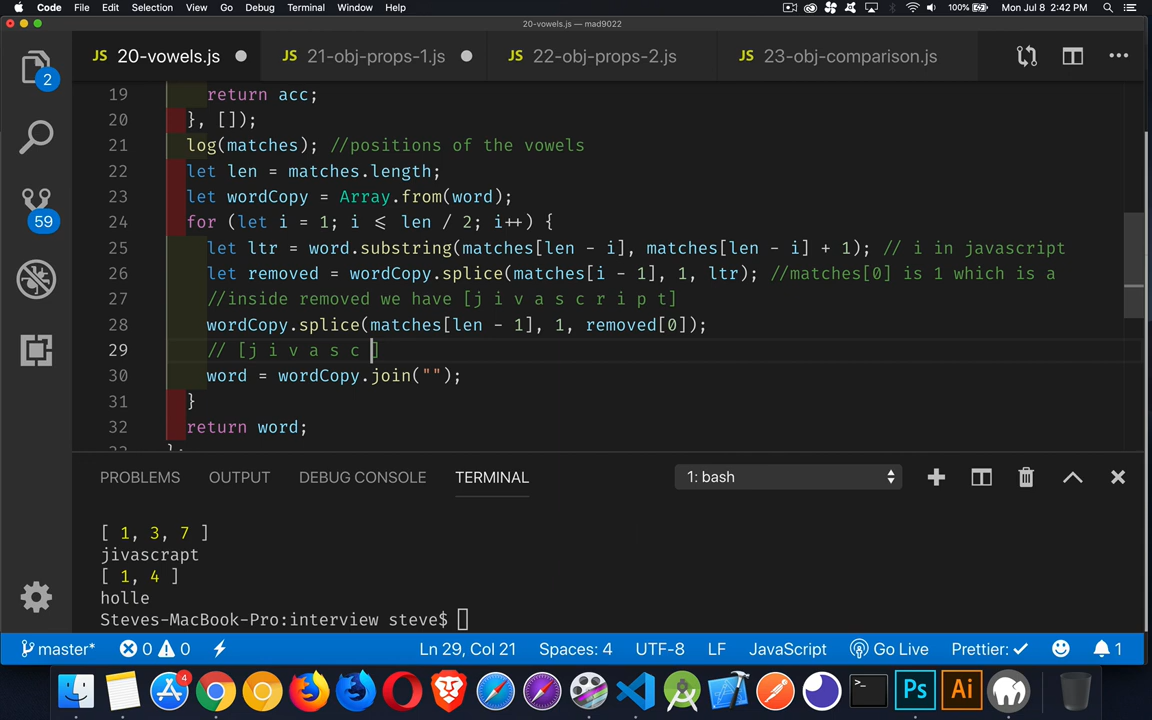 Code File Edit Selection View Go Debug Terminal Window Help 100% Mon Jul 8 2:42 PM
20-vowels.js — mad9022
JS 20-vowels.js JS 21-obj-props-1.js JS 22-obj-props-2.js JS 23-obj-comparison.js
2
59
19 return acc;
20 }, []);
21 log(matches); //positions of the vowels
22 let len = matches.length;
23 let wordCopy = Array.from(word);
24 for (let i = 1; i <= len / 2; i++) {
25 let ltr = word.substring(matches[len - i], matches[len - i] + 1); // i in javascript
26 let removed = wordCopy.splice(matches[i - 1], 1, ltr); //matches[0] is 1 which is a
27 //inside removed we have [j i v a s c r i p t]
28 wordCopy.splice(matches[len - 1], 1, removed[0]);
29 // [j i v a s c ]
30 word = wordCopy.join("");
31 }
32 return word;
PROBLEMS OUTPUT DEBUG CONSOLE TERMINAL 1: bash
[ 1, 3, 7 ]
jivascrapt
[ 1, 4 ]
holle
Steves-MacBook-Pro:interview steve$
master* 0 0 Ln 29, Col 21 Spaces: 4 UTF-8 LF JavaScript Go Live Prettier: ✓ 1
4 >_ Ps Ai